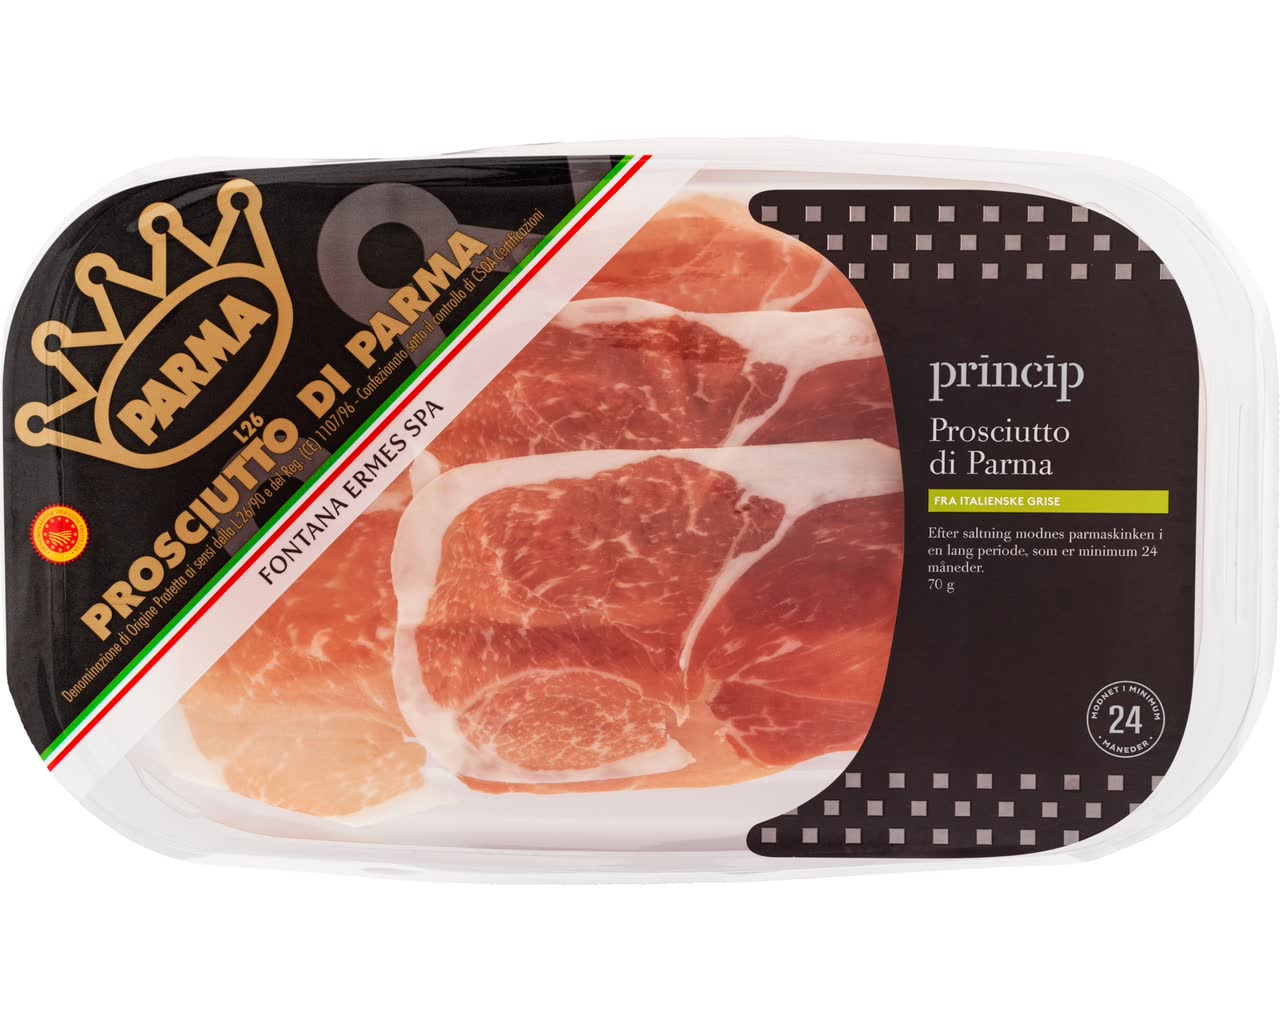 PARMA
L26
PROSCIUTTO DI PARMA
Denominazione di Origine Protetta ai sensi della L.26/90 e del Reg. (CE) 1107/96 - Confezionato sotto il controllo di CSQA Certificazioni
FONTANA ERMES SPA
princip
Prosciutto
di Parma
FRA ITALIENSKE GRISE
Efter saltning modnes parmaskinken i
en lang periode, som er minimum 24
måneder.
70 g
MODNET I MINIMUM
24
• MÅNEDER •